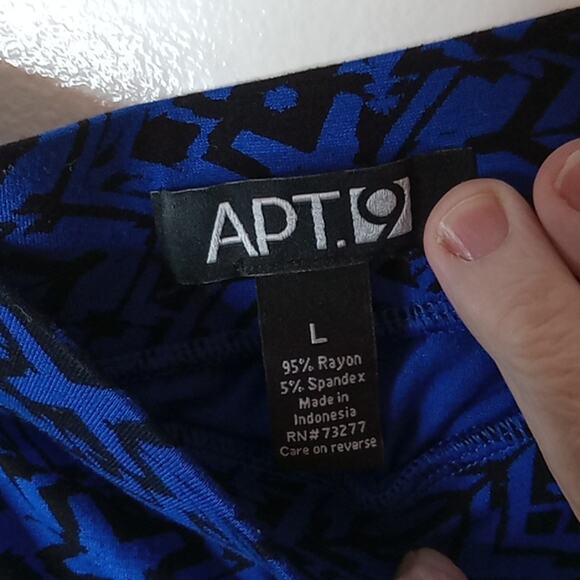 APT.9
L
95% Rayon
5% Spandex
Made in
Indonesia
RN#73277
Care on reverse